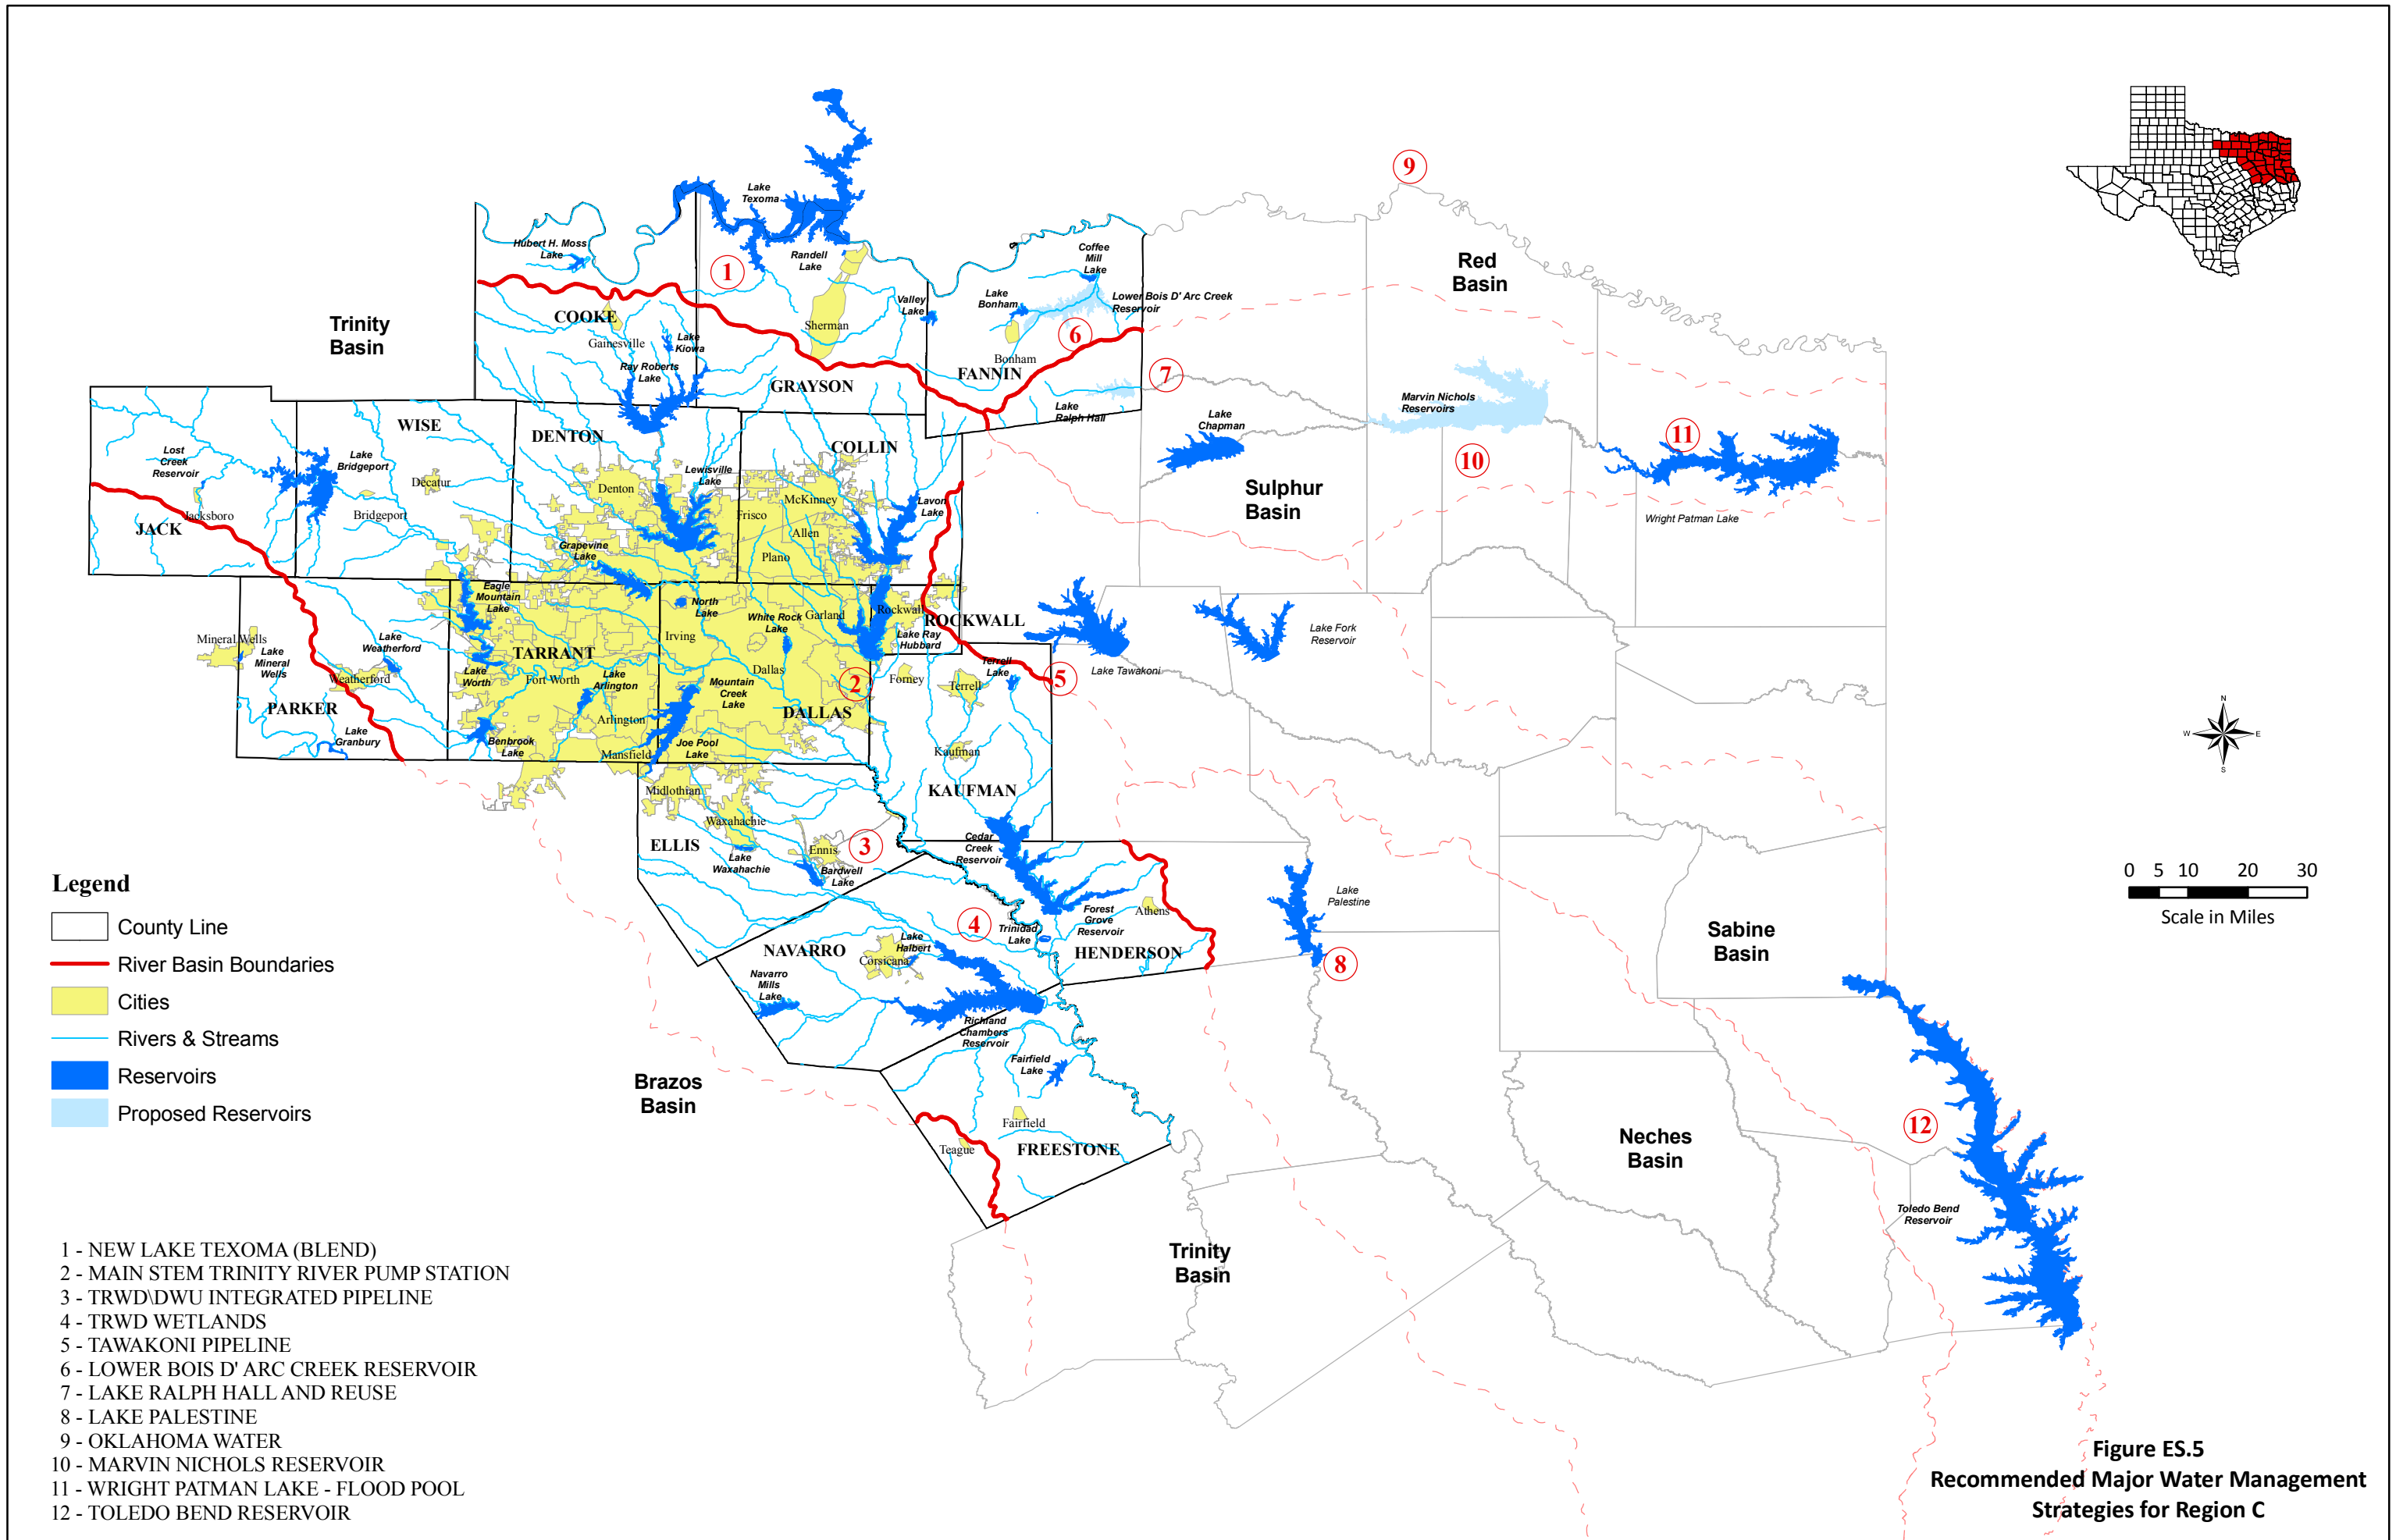 Lake
Texoma
Hubert H. Moss
Lake
Randell
Lake
Coffee
Mill
Lake
Lake
Bonham
Lower Bois D' Arc Creek
Reservoir
Valley
Lake
Red
Basin
Trinity
Basin
COOKE
Gainesville
Lake
Kiowa
Sherman
Ray Roberts
Lake
GRAYSON
Bonham
FANNIN
Lake
Ralph Hall
Marvin Nichols
Reservoirs
Lake
Chapman
WISE
DENTON
COLLIN
Lost
Creek
Reservoir
Lake
Bridgeport
Decatur
Bridgeport
Jacksboro
JACK
Denton
Lewisville
Lake
McKinney
Frisco
Allen
Plano
Lavon
Lake
Grapevine
Lake
Sulphur
Basin
Wright Patman Lake
Eagle
Mountain
Lake
North
Lake
White Rock
Lake
Garland
Rockwall
ROCKWALL
Lake Ray
Hubbard
Irving
Mineral Wells
Lake
Mineral
Wells
Lake
Weatherford
Weatherford
PARKER
Lake
Granbury
TARRANT
Lake
Worth
Fort Worth
Lake
Arlington
Arlington
Benbrook
Lake
Mansfield
Joe Pool
Lake
Mountain
Creek
Lake
Dallas
DALLAS
Forney
Terrell
Terrell
Lake
Lake Tawakoni
Lake Fork
Reservoir
Kaufman
KAUFMAN
Midlothian
Waxahachie
ELLIS
Lake
Waxahachie
Ennis
Bardwell
Lake
Cedar
Creek
Reservoir
Forest
Grove
Reservoir
Athens
HENDERSON
Trinidad
Lake
Lake
Palestine
NAVARRO
Lake
Halbert
Corsicana
Navarro
Mills
Lake
Richland
Chambers
Reservoir
Fairfield
Lake
Fairfield
FREESTONE
Teague
Brazos
Basin
Trinity
Basin
Neches
Basin
Sabine
Basin
Toledo Bend
Reservoir
1
2
3
4
5
6
7
8
9
10
11
12
N
W
E
S
0 5 10 20 30
Scale in Miles
Legend
County Line
River Basin Boundaries
Cities
Rivers & Streams
Reservoirs
Proposed Reservoirs
1 - NEW LAKE TEXOMA (BLEND)
2 - MAIN STEM TRINITY RIVER PUMP STATION
3 - TRWD\DWU INTEGRATED PIPELINE
4 - TRWD WETLANDS
5 - TAWAKONI PIPELINE
6 - LOWER BOIS D' ARC CREEK RESERVOIR
7 - LAKE RALPH HALL AND REUSE
8 - LAKE PALESTINE
9 - OKLAHOMA WATER
10 - MARVIN NICHOLS RESERVOIR
11 - WRIGHT PATMAN LAKE - FLOOD POOL
12 - TOLEDO BEND RESERVOIR
Figure ES.5
Recommended Major Water Management
Strategies for Region C